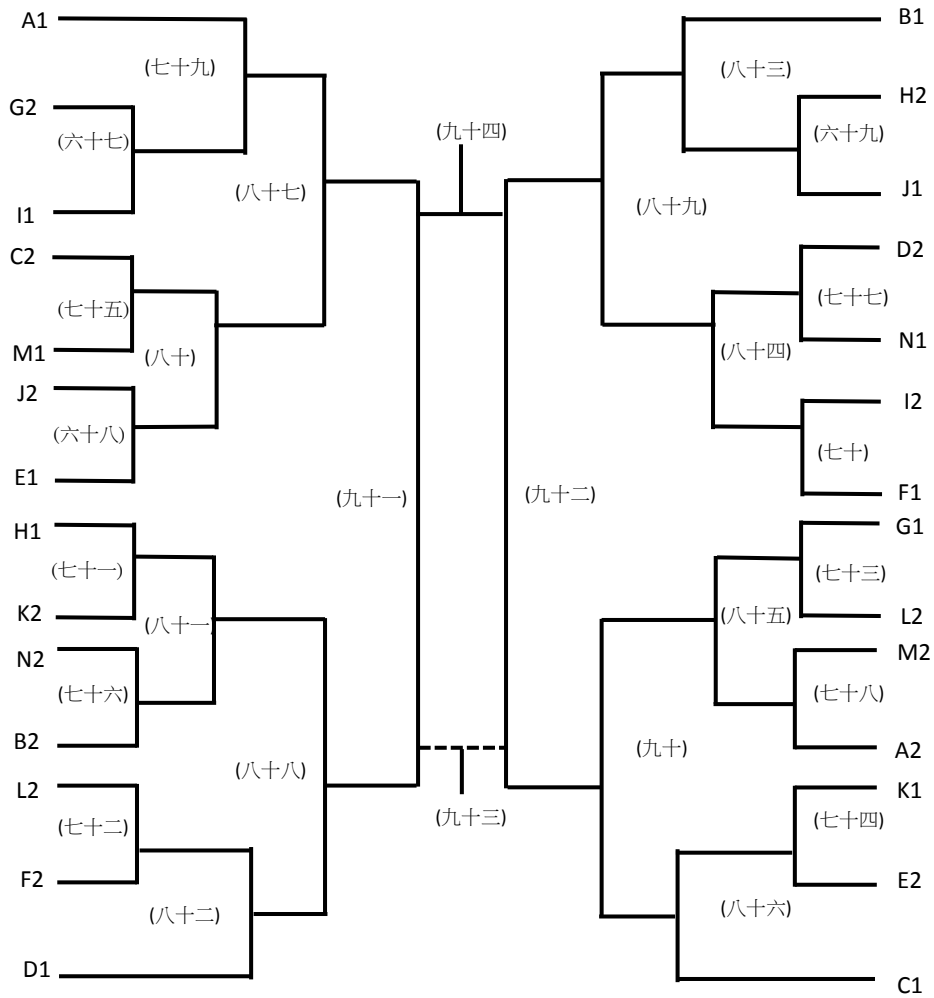 A1
(七十九)
G2
(六十七)
I1
(八十七)
C2
(七十五)
M1
(八十)
J2
(六十八)
E1
(九十一)
H1
(七十一)
K2
(八十一)
N2
(七十六)
B2
(八十八)
L2
(七十二)
F2
(八十二)
D1
(九十四)
(九十三)
B1
(八十三)
H2
(六十九)
J1
(八十九)
D2
(七十七)
N1
(八十四)
I2
(七十)
F1
(九十二)
G1
(七十三)
L2
(八十五)
M2
(七十八)
A2
(九十)
K1
(七十四)
E2
(八十六)
C1